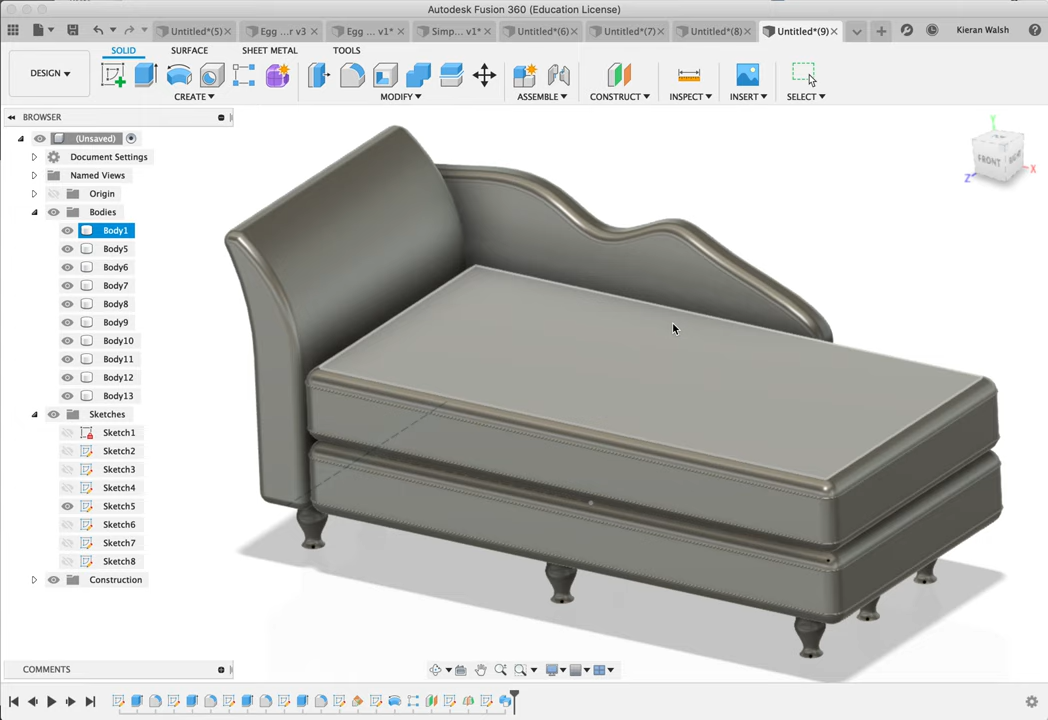 Autodesk Fusion 360 (Education License)
Untitled*(5)
Egg ...r v3
Egg ... v1*
Simp... v1*
Untitled*(6)
Untitled*(7)
Untitled*(8)
Untitled*(9)
Kieran Walsh
SOLID
SURFACE
SHEET METAL
TOOLS
DESIGN
CREATE
MODIFY
ASSEMBLE
CONSTRUCT
INSPECT
INSERT
SELECT
BROWSER
(Unsaved)
Document Settings
Named Views
Origin
Bodies
Body1
Body5
Body6
Body7
Body8
Body9
Body10
Body11
Body12
Body13
Sketches
Sketch1
Sketch2
Sketch3
Sketch4
Sketch5
Sketch6
Sketch7
Sketch8
Construction
Y
FRONT
X
Z
COMMENTS